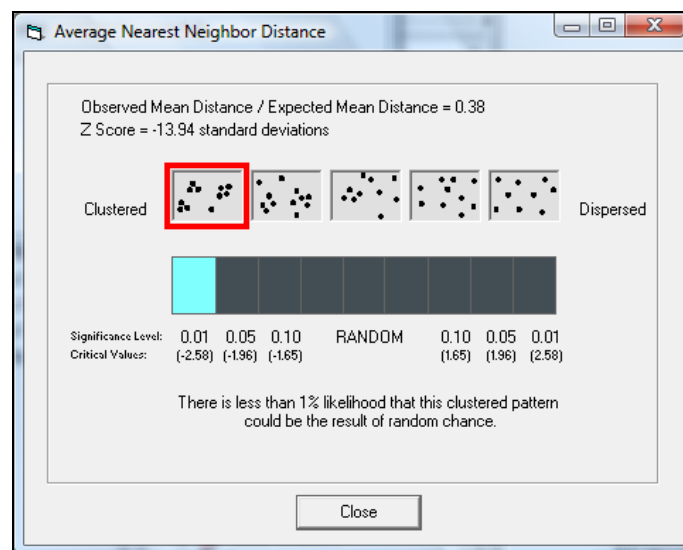 Average Nearest Neighbor Distance
Observed Mean Distance / Expected Mean Distance = 0.38
Z Score = -13.94 standard deviations
Clustered
Dispersed
Significance Level: 0.01 0.05 0.10 RANDOM 0.10 0.05 0.01
Critical Values: (-2.58) (-1.96) (-1.65) (1.65) (1.96) (2.58)
There is less than 1% likelihood that this clustered pattern
could be the result of random chance.
Close